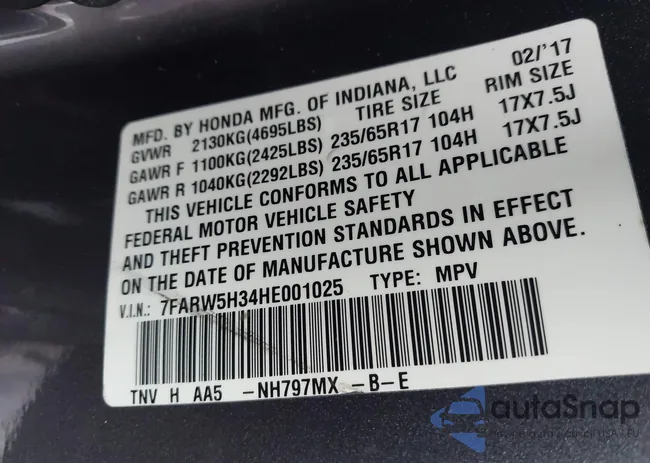 MFD. BY HONDA MFG. OF INDIANA, LLC 02/'17
GVWR 2130KG(4695LBS) TIRE SIZE RIM SIZE
GAWR F 1100KG(2425LBS) 235/65R17 104H 17X7.5J
GAWR R 1040KG(2292LBS) 235/65R17 104H 17X7.5J
THIS VEHICLE CONFORMS TO ALL APPLICABLE
FEDERAL MOTOR VEHICLE SAFETY
AND THEFT PREVENTION STANDARDS IN EFFECT
ON THE DATE OF MANUFACTURE SHOWN ABOVE.
V.I.N.: 7FARW5H34HE001025 TYPE: MPV
TNV H AA5 -NH797MX -B-E
autoSnap